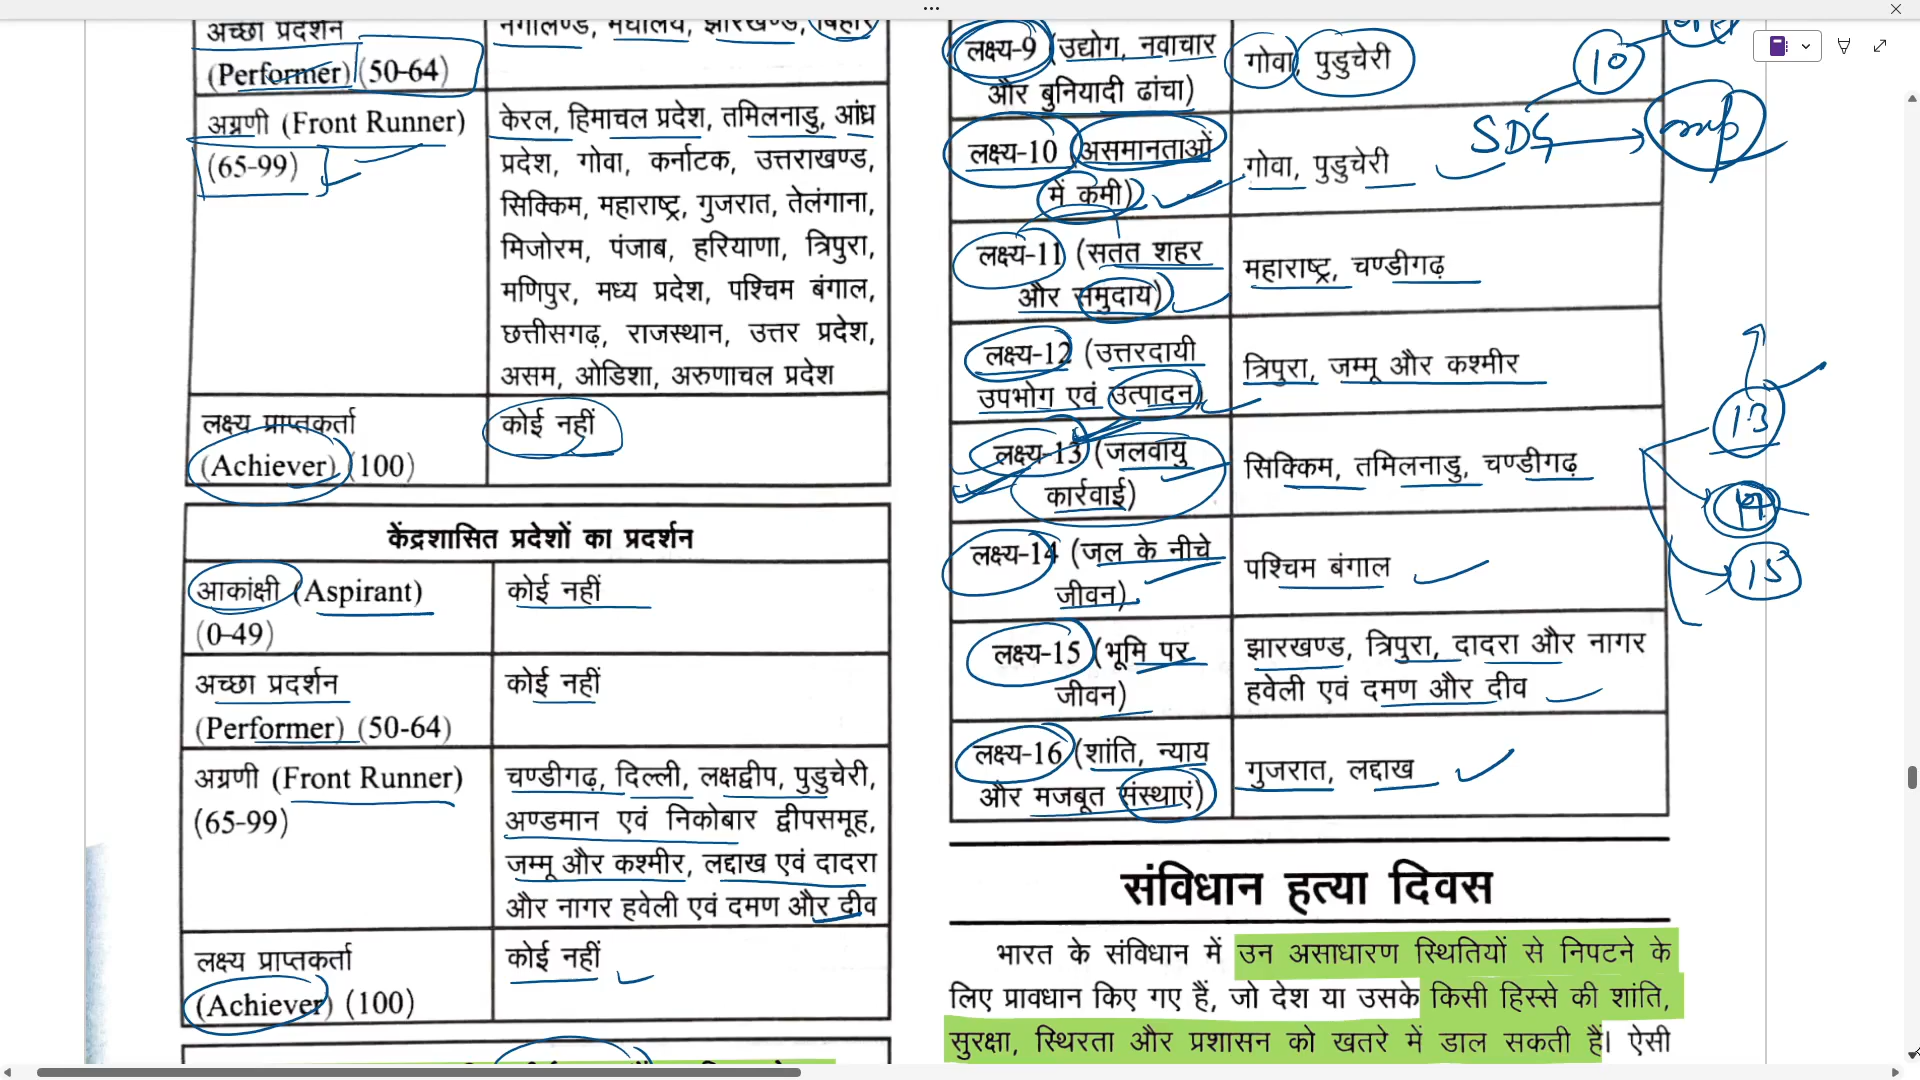 अच्छा प्रदर्शन
(Performer) (50-64)
नगालैण्ड, मेघालय, झारखण्ड, बिहार
अग्रणी (Front Runner)
(65-99)
केरल, हिमाचल प्रदेश, तमिलनाडु, आंध्र
प्रदेश, गोवा, कर्नाटक, उत्तराखण्ड,
सिक्किम, महाराष्ट्र, गुजरात, तेलंगाना,
मिजोरम, पंजाब, हरियाणा, त्रिपुरा,
मणिपुर, मध्य प्रदेश, पश्चिम बंगाल,
छत्तीसगढ़, राजस्थान, उत्तर प्रदेश,
असम, ओडिशा, अरुणाचल प्रदेश
लक्ष्य प्राप्तकर्ता
(Achiever) (100)
कोई नहीं
केंद्रशासित प्रदेशों का प्रदर्शन
आकांक्षी (Aspirant)
(0-49)
कोई नहीं
अच्छा प्रदर्शन
(Performer) (50-64)
कोई नहीं
अग्रणी (Front Runner)
(65-99)
चण्डीगढ़, दिल्ली, लक्षद्वीप, पुडुचेरी,
अण्डमान एवं निकोबार द्वीपसमूह,
जम्मू और कश्मीर, लद्दाख एवं दादरा
और नागर हवेली एवं दमण और दीव
लक्ष्य प्राप्तकर्ता
(Achiever) (100)
कोई नहीं
लक्ष्य-9 (उद्योग, नवाचार
और बुनियादी ढांचा)
गोवा, पुडुचेरी
लक्ष्य-10 (असमानताओं
में कमी)
गोवा, पुडुचेरी
लक्ष्य-11 (सतत शहर
और समुदाय)
महाराष्ट्र, चण्डीगढ़
लक्ष्य-12 (उत्तरदायी
उपभोग एवं उत्पादन)
त्रिपुरा, जम्मू और कश्मीर
लक्ष्य-13 (जलवायु
कार्रवाई)
सिक्किम, तमिलनाडु, चण्डीगढ़
लक्ष्य-14 (जल के नीचे
जीवन)
पश्चिम बंगाल
लक्ष्य-15 (भूमि पर
जीवन)
झारखण्ड, त्रिपुरा, दादरा और नागर
हवेली एवं दमण और दीव
लक्ष्य-16 (शांति, न्याय
और मजबूत संस्थाएं)
गुजरात, लद्दाख
10
SDG
13
14
15
संविधान हत्या दिवस
भारत के संविधान में उन असाधारण स्थितियों से निपटने के
लिए प्रावधान किए गए हैं, जो देश या उसके किसी हिस्से की शांति,
सुरक्षा, स्थिरता और प्रशासन को खतरे में डाल सकती हैं। ऐसी